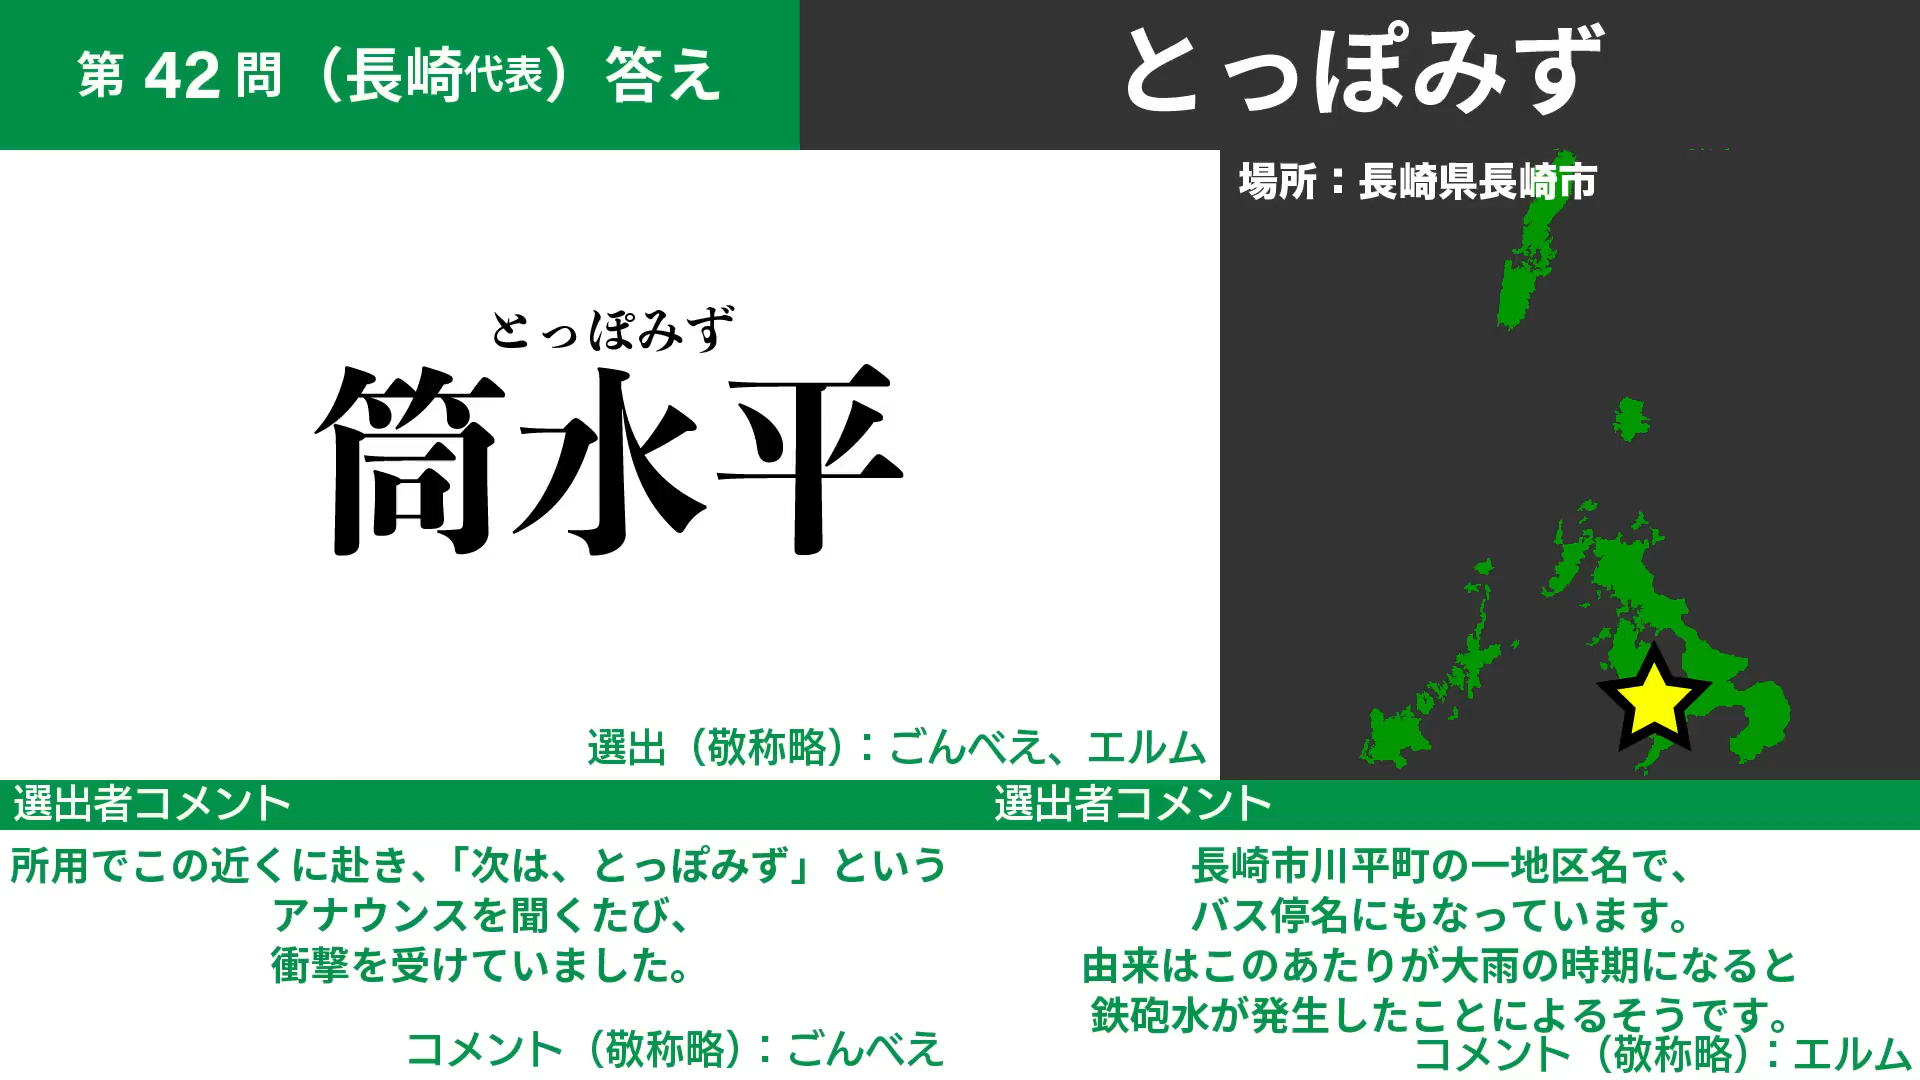 第42問（長崎代表）答え
とっぽみず
場所：長崎県長崎市
とっぽみず
筒水平
選出（敬称略）：ごんべえ、エルム
選出者コメント
所用でこの近くに赴き、「次は、とっぽみず」という
アナウンスを聞くたび、
衝撃を受けていました。
コメント（敬称略）：ごんべえ
選出者コメント
長崎市川平町の一地区名で、
バス停名にもなっています。
由来はこのあたりが大雨の時期になると
鉄砲水が発生したことによるそうです。
コメント（敬称略）：エルム